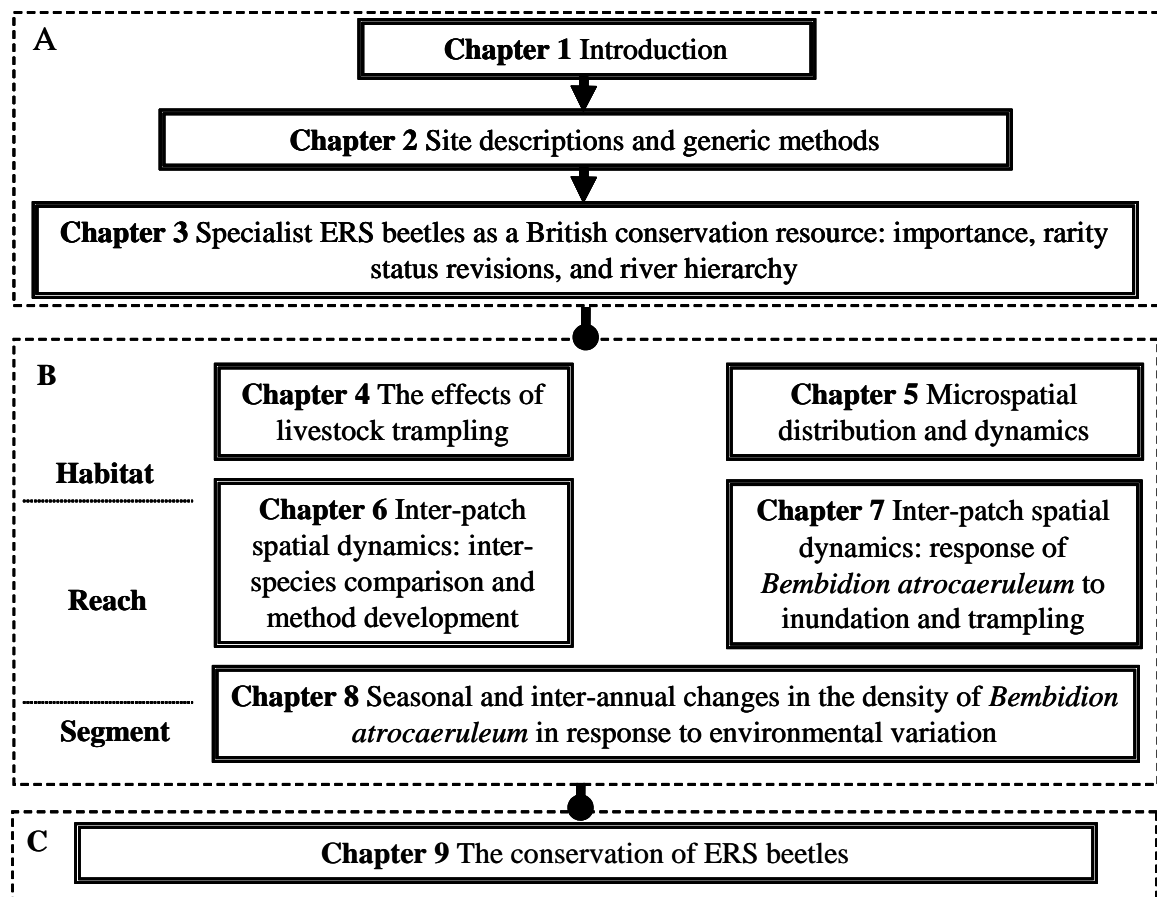 A
Chapter 1 Introduction
Chapter 2 Site descriptions and generic methods
Chapter 3 Specialist ERS beetles as a British conservation resource: importance, rarity
status revisions, and river hierarchy
B
Chapter 4 The effects of
livestock trampling
Chapter 5 Microspatial
distribution and dynamics
Habitat
Chapter 6 Inter-patch
spatial dynamics: inter-
species comparison and
method development
Chapter 7 Inter-patch spatial
dynamics: response of
Bembidion atrocaeruleum to
inundation and trampling
Reach
Chapter 8 Seasonal and inter-annual changes in the density of Bembidion
atrocaeruleum in response to environmental variation
Segment
C
Chapter 9 The conservation of ERS beetles